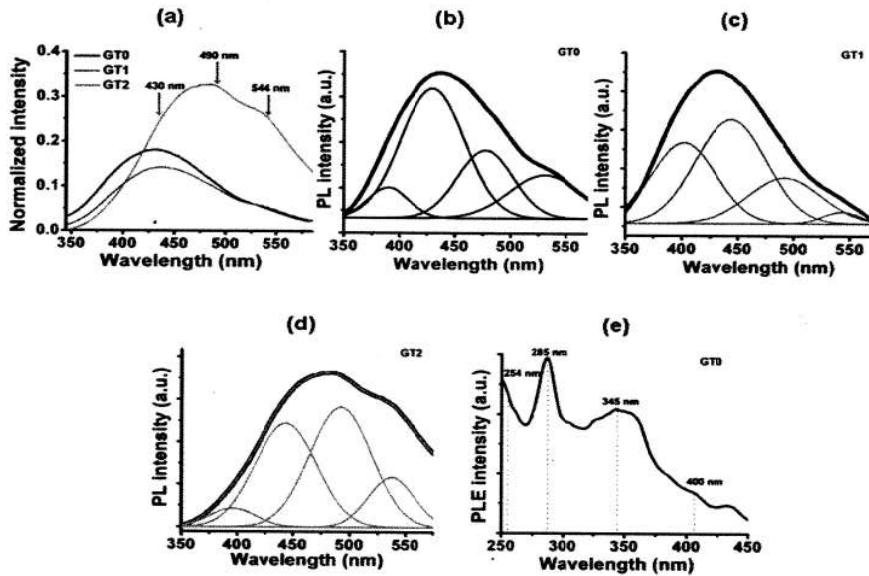 (a)
Normalized intensity
0.4
0.3
0.2
0.1
0.0
GT0
GT1
GT2
430 nm
490 nm
544 nm
345 400 450 500 550
Wavelength (nm)
(b)
GT0
PL intensity (a.u.)
350 400 450 500 550
Wavelength (nm)
(c)
GT1
PL intensity (a.u.)
350 400 450 500 550
Wavelength (nm)
(d)
GT2
PL intensity (a.u.)
350 400 450 500 550
Wavelength (nm)
(e)
GT0
PLE intensity (a.u.)
254 nm
285 nm
345 nm
400 nm
250 300 350 400 450
Wavelength (nm)